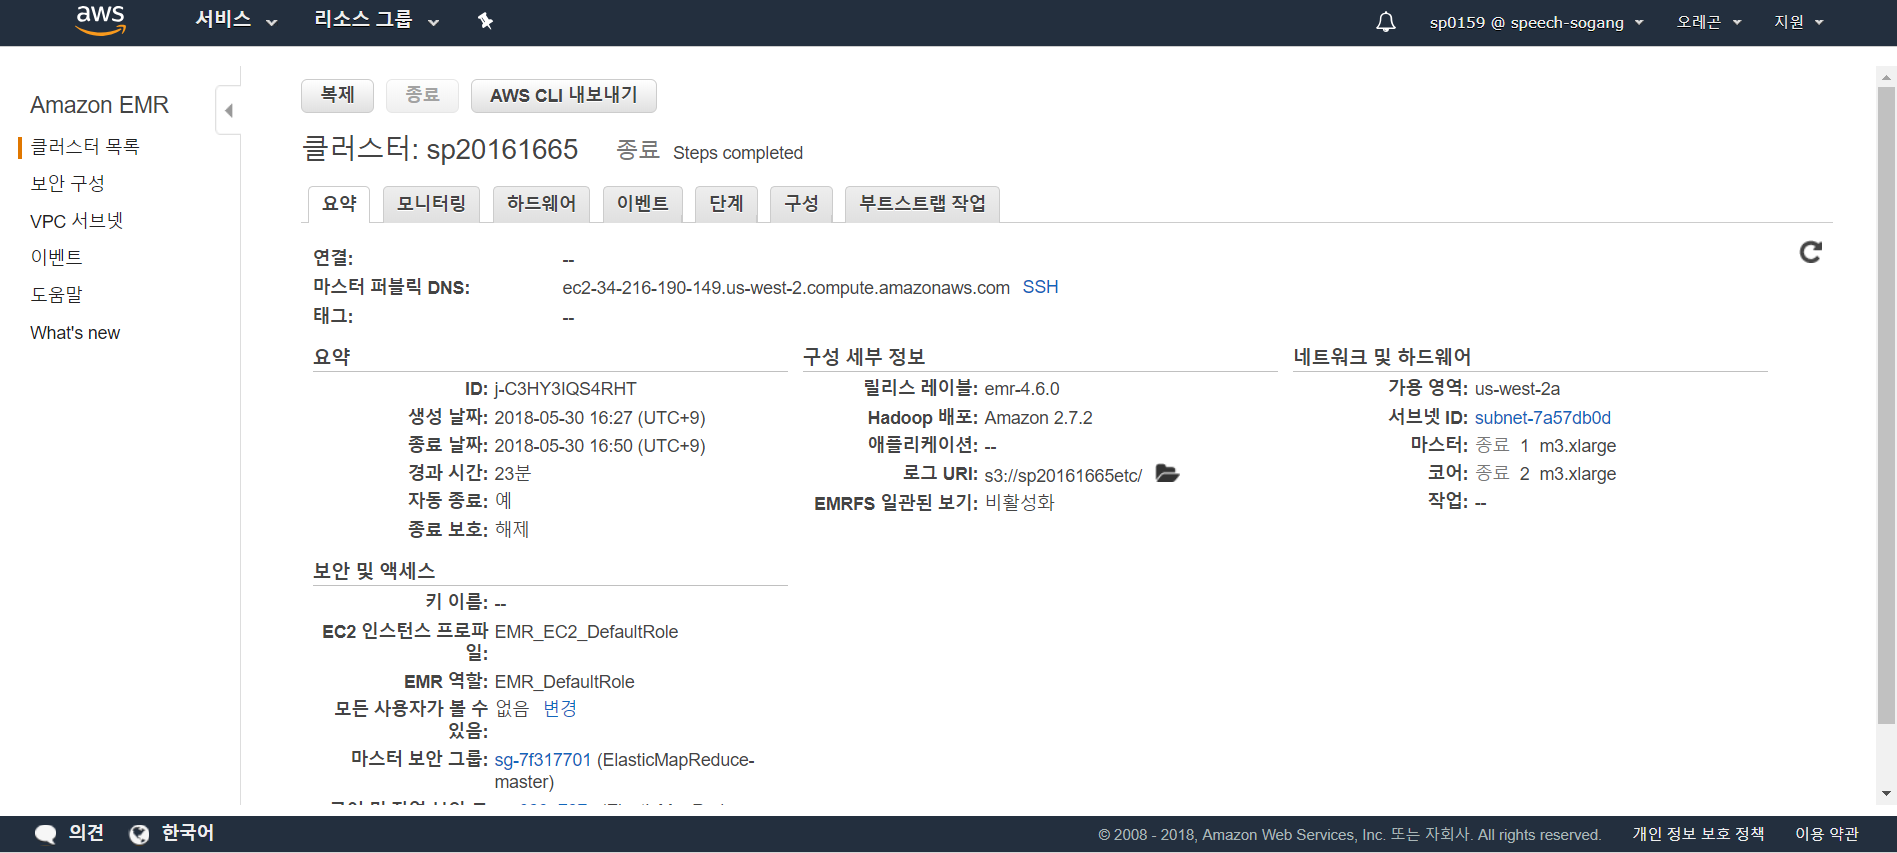 aws 서비스 리소스 그룹 sp0159 @ speech-sogang 오레곤 지원
Amazon EMR
클러스터 목록
보안 구성
VPC 서브넷
이벤트
도움말
What's new
복제 종료 AWS CLI 내보내기
클러스터: sp20161665 종료 Steps completed
요약 모니터링 하드웨어 이벤트 단계 구성 부트스트랩 작업
연결: --
마스터 퍼블릭 DNS: ec2-34-216-190-149.us-west-2.compute.amazonaws.com SSH
태그: --
요약
ID: j-C3HY3IQS4RHT
생성 날짜: 2018-05-30 16:27 (UTC+9)
종료 날짜: 2018-05-30 16:50 (UTC+9)
경과 시간: 23분
자동 종료: 예
종료 보호: 해제
구성 세부 정보
릴리스 레이블: emr-4.6.0
Hadoop 배포: Amazon 2.7.2
애플리케이션: --
로그 URI: s3://sp20161665etc/
EMRFS 일관된 보기: 비활성화
네트워크 및 하드웨어
가용 영역: us-west-2a
서브넷 ID: subnet-7a57db0d
마스터: 종료 1 m3.xlarge
코어: 종료 2 m3.xlarge
작업: --
보안 및 액세스
키 이름: --
EC2 인스턴스 프로파 EMR_EC2_DefaultRole
일:
EMR 역할: EMR_DefaultRole
모든 사용자가 볼 수 없음 변경
있음:
마스터 보안 그룹: sg-7f317701 (ElasticMapReduce-
master)
의견 한국어 © 2008 - 2018, Amazon Web Services, Inc. 또는 자회사. All rights reserved. 개인 정보 보호 정책 이용 약관